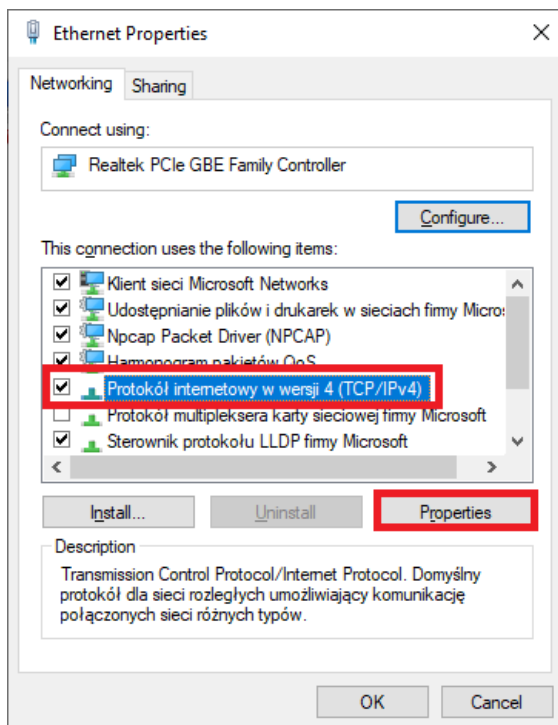 Ethernet Properties
Networking
Sharing
Connect using:
Realtek PCIe GBE Family Controller
Configure...
This connection uses the following items:
Klient sieci Microsoft Networks
Udostępnianie plików i drukarek w sieciach firmy Micros
Npcap Packet Driver (NPCAP)
Harmonogram pakietów QoS
Protokół internetowy w wersji 4 (TCP/IPv4)
Protokół multipleksera karty sieciowej firmy Microsoft
Sterownik protokołu LLDP firmy Microsoft
Install...
Uninstall
Properties
Description
Transmission Control Protocol/Internet Protocol. Domyślny
protokół dla sieci rozległych umożliwiający komunikację
połączonych sieci różnych typów.
OK
Cancel